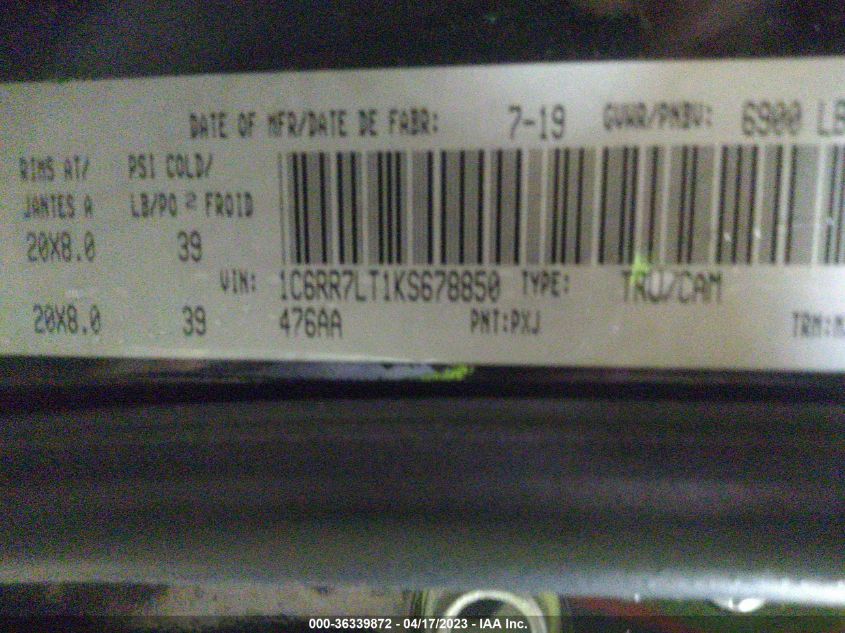 DATE OF MFR/DATE DE FABR: 7-19 GVWR/PNBV: 6900 LB
RIMS AT/ PSI COLD/
JANTES A LB/PO 2 FROID
20X8.0 39
VIN: 1C6RR7LT1KS678850 TYPE: TRU/CAM
20X8.0 39 476AA PNT:PXJ TRM:
000-36339872 - 04/17/2023 - IAA Inc.